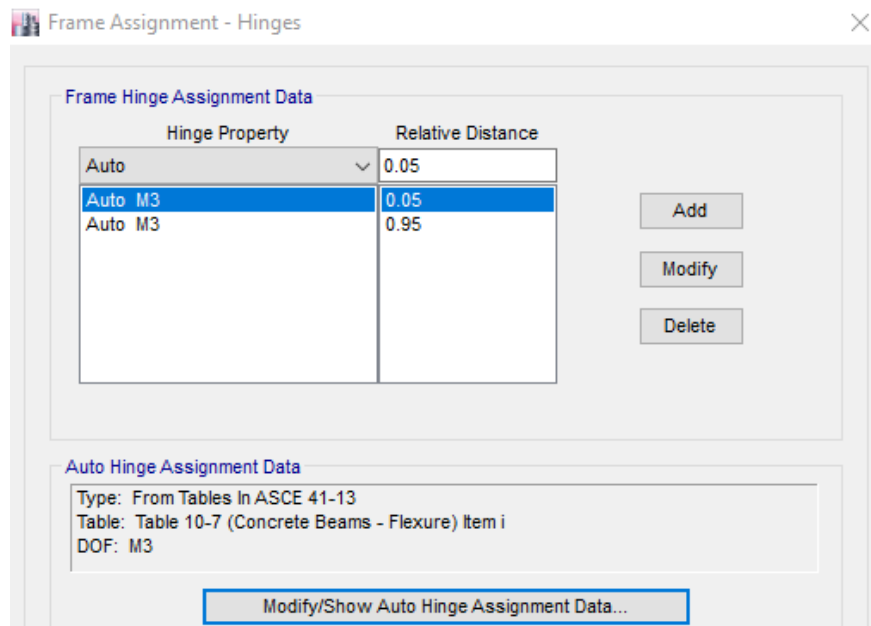 Frame Assignment - Hinges
Frame Hinge Assignment Data
Hinge Property Relative Distance
Auto 0.05
Auto M3 0.05
Auto M3 0.95
Add
Modify
Delete
Auto Hinge Assignment Data
Type: From Tables In ASCE 41-13
Table: Table 10-7 (Concrete Beams - Flexure) Item i
DOF: M3
Modify/Show Auto Hinge Assignment Data...